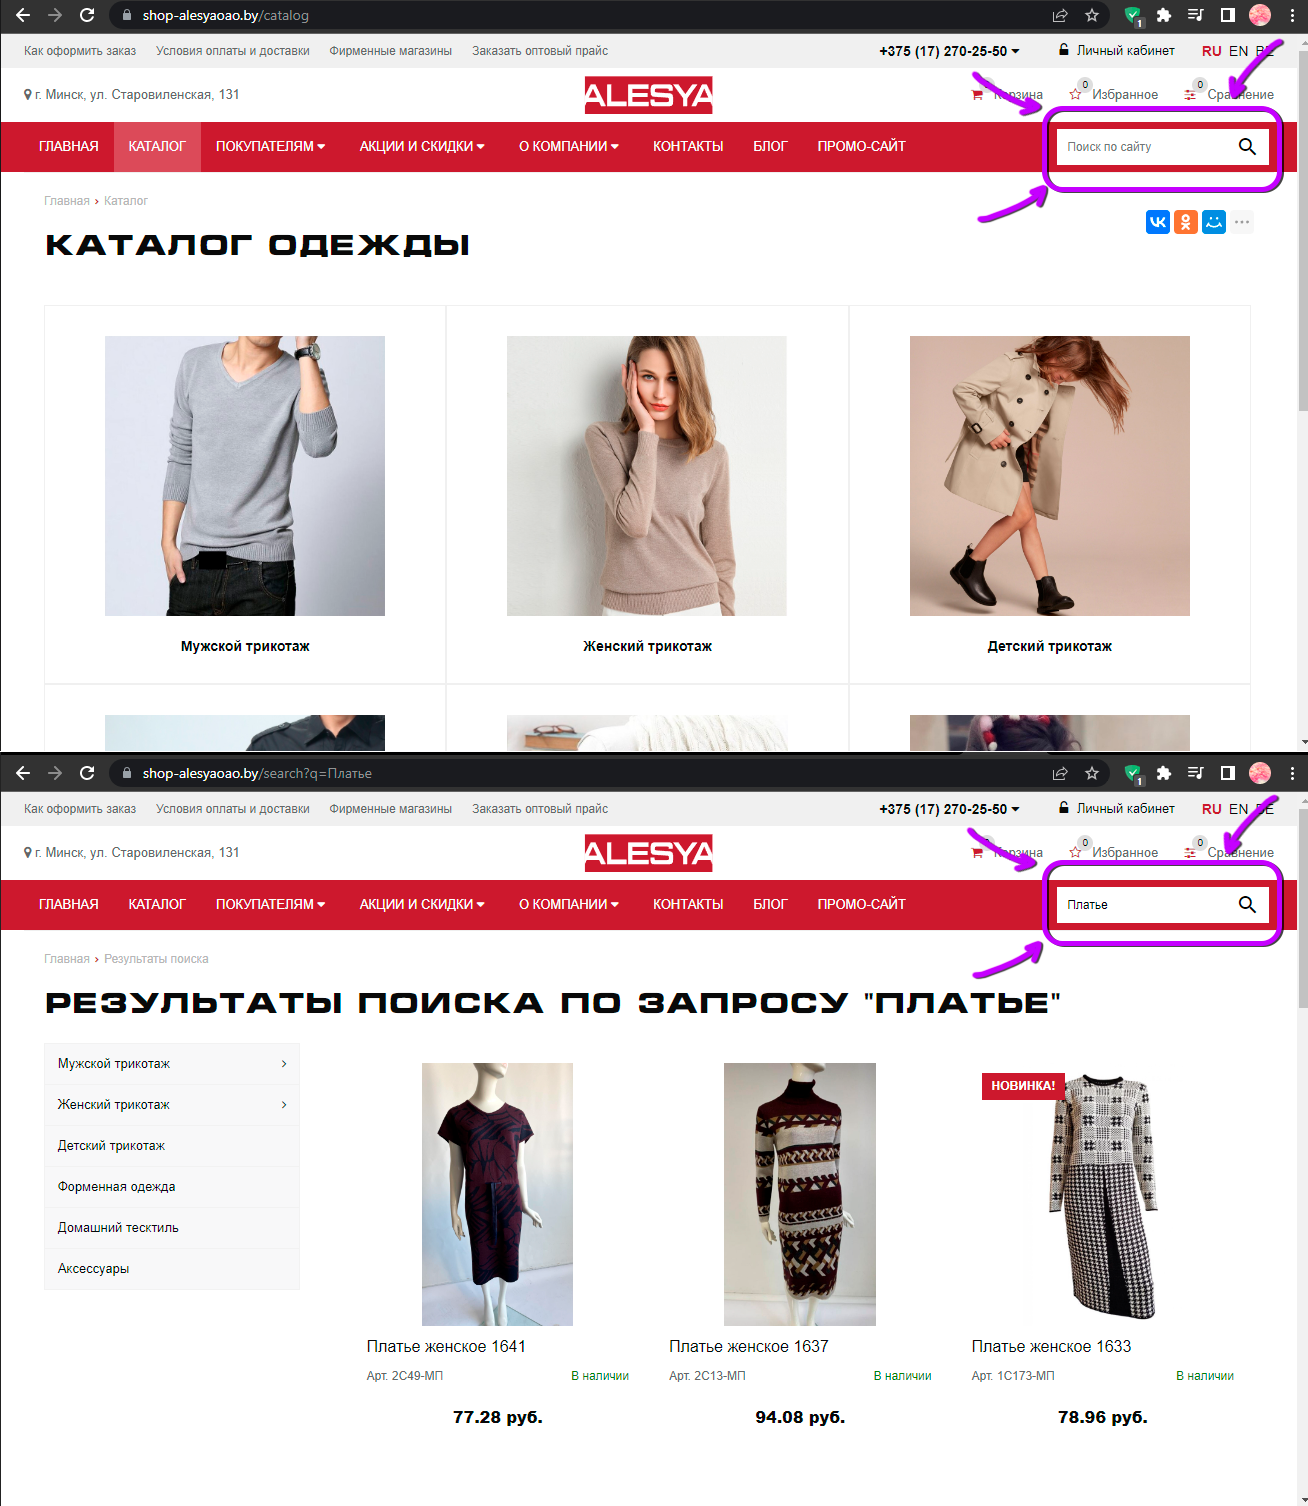 shop-alesyaoao.by/catalog
1
Как оформить заказ Условия оплаты и доставки Фирменные магазины Заказать оптовый прайс +375 (17) 270-25-50 Личный кабинет RU EN BE
г. Минск, ул. Старовиленская, 131 ALESYA 0 Корзина 0 Избранное 0 Сравнение
ГЛАВНАЯ КАТАЛОГ ПОКУПАТЕЛЯМ АКЦИИ И СКИДКИ О КОМПАНИИ КОНТАКТЫ БЛОГ ПРОМО-САЙТ Поиск по сайту
Главная › Каталог
КАТАЛОГ ОДЕЖДЫ
Мужской трикотаж Женский трикотаж Детский трикотаж
shop-alesyaoao.by/search?q=Платье
1
Как оформить заказ Условия оплаты и доставки Фирменные магазины Заказать оптовый прайс +375 (17) 270-25-50 Личный кабинет RU EN BE
г. Минск, ул. Старовиленская, 131 ALESYA 0 Корзина 0 Избранное 0 Сравнение
ГЛАВНАЯ КАТАЛОГ ПОКУПАТЕЛЯМ АКЦИИ И СКИДКИ О КОМПАНИИ КОНТАКТЫ БЛОГ ПРОМО-САЙТ Платье
Главная › Результаты поиска
РЕЗУЛЬТАТЫ ПОИСКА ПО ЗАПРОСУ "ПЛАТЬЕ"
Мужской трикотаж
Женский трикотаж
Детский трикотаж
Форменная одежда
Домашний тесктиль
Аксессуары
НОВИНКА!
Платье женское 1641 Платье женское 1637 Платье женское 1633
Арт. 2С49-МП В наличии Арт. 2С13-МП В наличии Арт. 1С173-МП В наличии
77.28 руб. 94.08 руб. 78.96 руб.